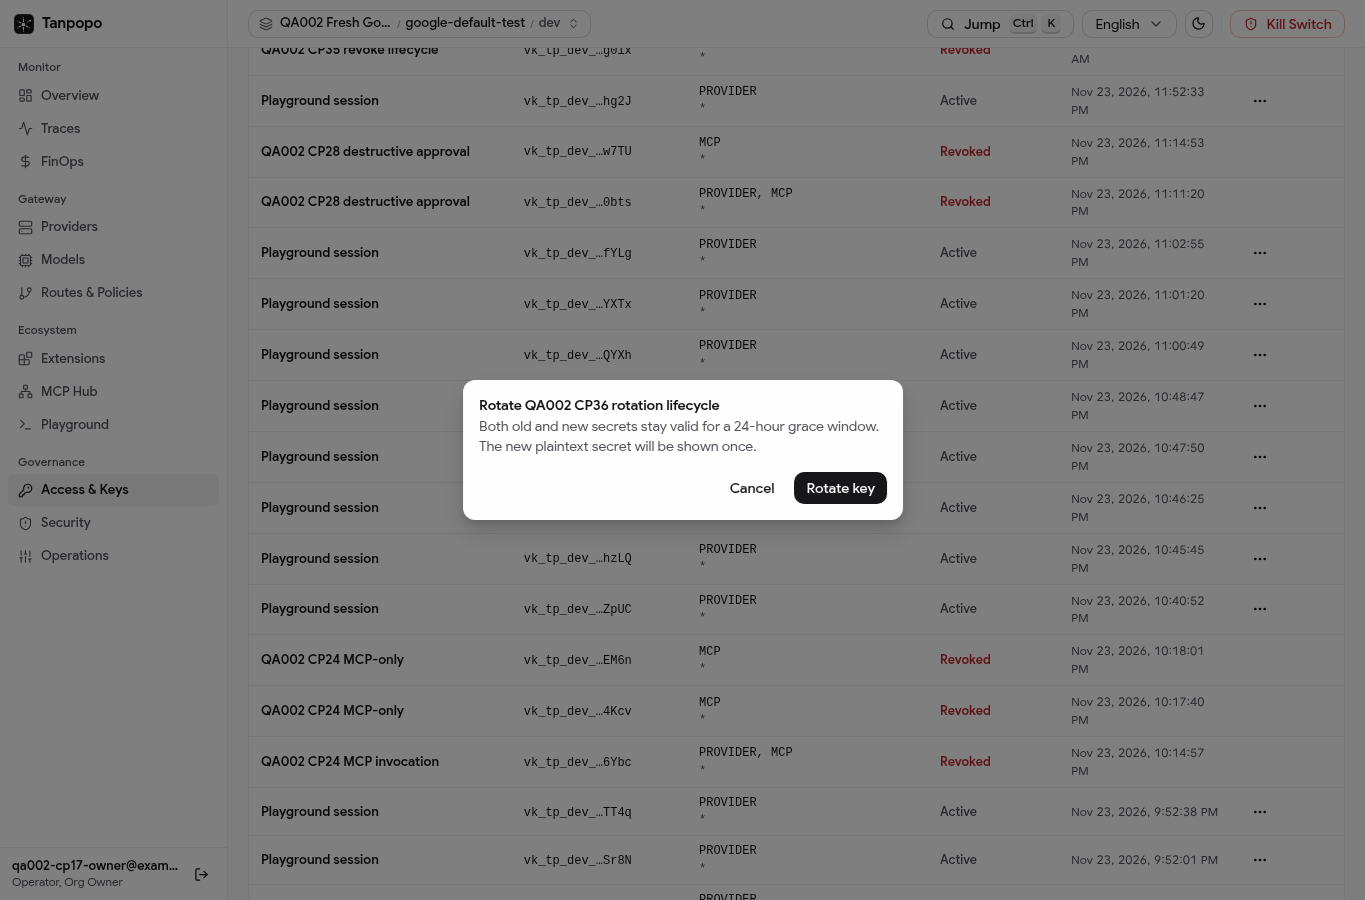 Tanpopo
QA002 Fresh Go... / google-default-test / dev
Jump Ctrl K
English
Kill Switch
Monitor
Overview
Traces
FinOps
Gateway
Providers
Models
Routes & Policies
Ecosystem
Extensions
MCP Hub
Playground
Governance
Access & Keys
Security
Operations
qa002-cp17-owner@exam...
Operator, Org Owner
QA002 CP35 revoke lifecycle vk_tp_dev_…g01x * Revoked AM
Playground session vk_tp_dev_…hg2J PROVIDER * Active Nov 23, 2026, 11:52:33 PM
QA002 CP28 destructive approval vk_tp_dev_…w7TU MCP * Revoked Nov 23, 2026, 11:14:53 PM
QA002 CP28 destructive approval vk_tp_dev_…0bts PROVIDER, MCP * Revoked Nov 23, 2026, 11:11:20 PM
Playground session vk_tp_dev_…fYLg PROVIDER * Active Nov 23, 2026, 11:02:55 PM
Playground session vk_tp_dev_…YXTx PROVIDER * Active Nov 23, 2026, 11:01:20 PM
Playground session vk_tp_dev_…QYXh PROVIDER * Active Nov 23, 2026, 11:00:49 PM
Playground session Active Nov 23, 2026, 10:48:47 PM
Playground session Active Nov 23, 2026, 10:47:50 PM
Playground session Active Nov 23, 2026, 10:46:25 PM
Rotate QA002 CP36 rotation lifecycle
Both old and new secrets stay valid for a 24-hour grace window.
The new plaintext secret will be shown once.
Cancel
Rotate key
Playground session vk_tp_dev_…hzLQ PROVIDER * Active Nov 23, 2026, 10:45:45 PM
Playground session vk_tp_dev_…ZpUC PROVIDER * Active Nov 23, 2026, 10:40:52 PM
QA002 CP24 MCP-only vk_tp_dev_…EM6n MCP * Revoked Nov 23, 2026, 10:18:01 PM
QA002 CP24 MCP-only vk_tp_dev_…4Kcv MCP * Revoked Nov 23, 2026, 10:17:40 PM
QA002 CP24 MCP invocation vk_tp_dev_…6Ybc PROVIDER, MCP * Revoked Nov 23, 2026, 10:14:57 PM
Playground session vk_tp_dev_…TT4q PROVIDER * Active Nov 23, 2026, 9:52:38 PM
Playground session vk_tp_dev_…Sr8N PROVIDER * Active Nov 23, 2026, 9:52:01 PM
PROVIDER